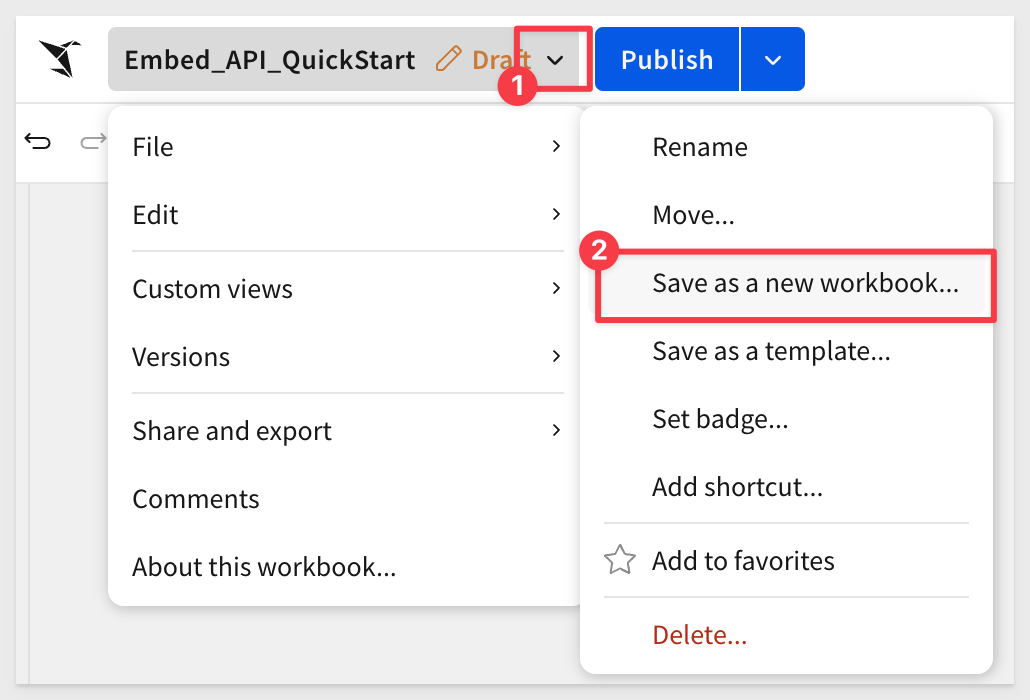 Embed_API_QuickStart Draft Publish
1
File
Edit
Custom views
Versions
Share and export
Comments
About this workbook...
Rename
Move...
2
Save as a new workbook...
Save as a template...
Set badge...
Add shortcut...
Add to favorites
Delete...